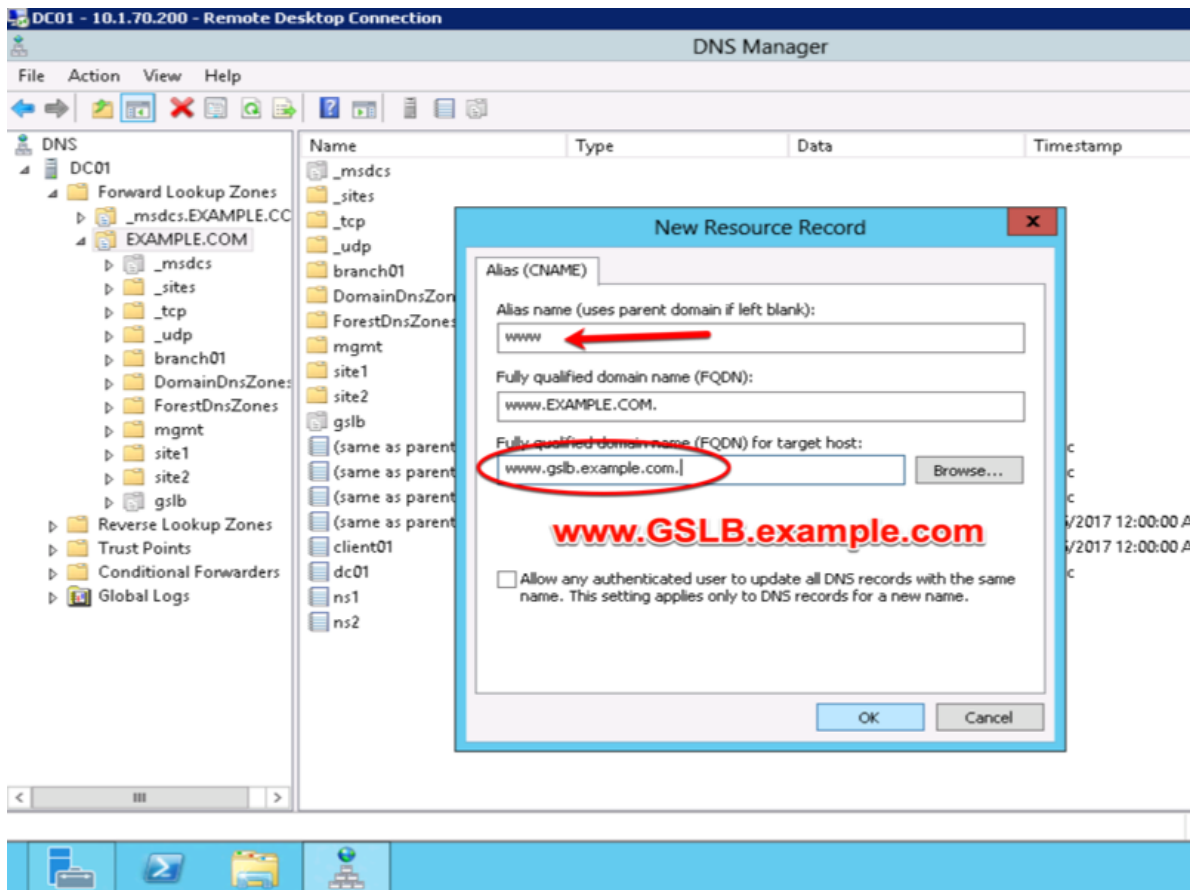 DC01 - 10.1.70.200 - Remote Desktop Connection
DNS Manager
File Action View Help
DNS
DC01
Forward Lookup Zones
_msdcs.EXAMPLE.CC
EXAMPLE.COM
_msdcs
_sites
_tcp
_udp
branch01
DomainDnsZones
ForestDnsZones
mgmt
site1
site2
gslb
Reverse Lookup Zones
Trust Points
Conditional Forwarders
Global Logs
Name Type Data Timestamp
_msdcs
_sites
_tcp
_udp
branch01
DomainDnsZon
ForestDnsZones
mgmt
site1
site2
gslb
(same as parent
(same as parent
(same as parent
(same as parent
client01
dc01
ns1
ns2
c
c
c
/2017 12:00:00 A
/2017 12:00:00 A
c
New Resource Record
Alias (CNAME)
Alias name (uses parent domain if left blank):
www
Fully qualified domain name (FQDN):
www.EXAMPLE.COM.
Fully qualified domain name (FQDN) for target host:
www.gslb.example.com.
Browse...
www.GSLB.example.com
Allow any authenticated user to update all DNS records with the same
name. This setting applies only to DNS records for a new name.
OK Cancel